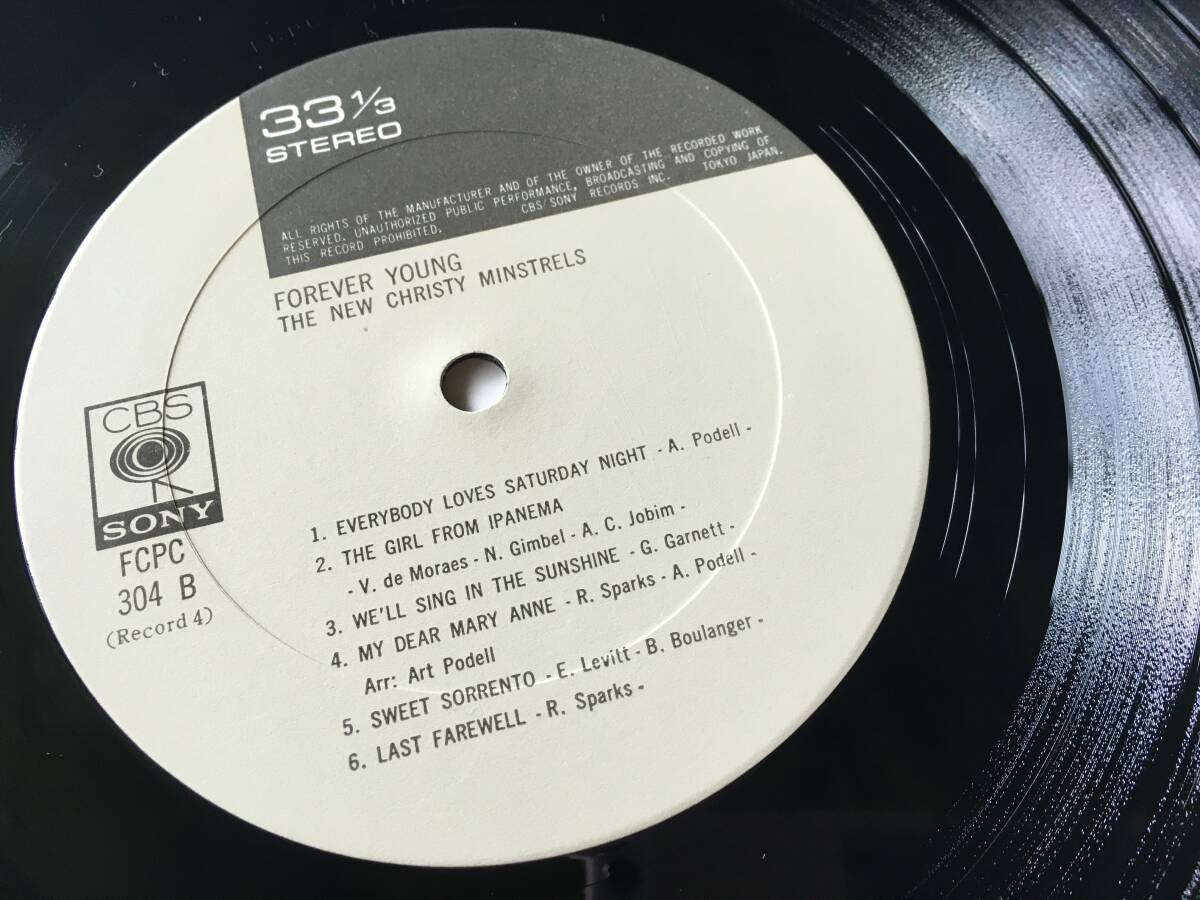 33 1/3
STEREO
ALL RIGHTS OF THE MANUFACTURER AND OF THE OWNER OF THE RECORDED WORK
RESERVED. UNAUTHORIZED PUBLIC PERFORMANCE, BROADCASTING AND COPYING OF
THIS RECORD PROHIBITED. CBS/SONY RECORDS INC. TOKYO JAPAN.
FOREVER YOUNG
THE NEW CHRISTY MINSTRELS
CBS
SONY
FCPC
304 B
(Record 4)
1. EVERYBODY LOVES SATURDAY NIGHT - A. Podell -
2. THE GIRL FROM IPANEMA
- V. de Moraes - N. Gimbel - A. C. Jobim -
3. WE'LL SING IN THE SUNSHINE - G. Garnett -
4. MY DEAR MARY ANNE - R. Sparks - A. Podell -
Arr: Art Podell
5. SWEET SORRENTO - E. Levitt - B. Boulanger -
6. LAST FAREWELL - R. Sparks -